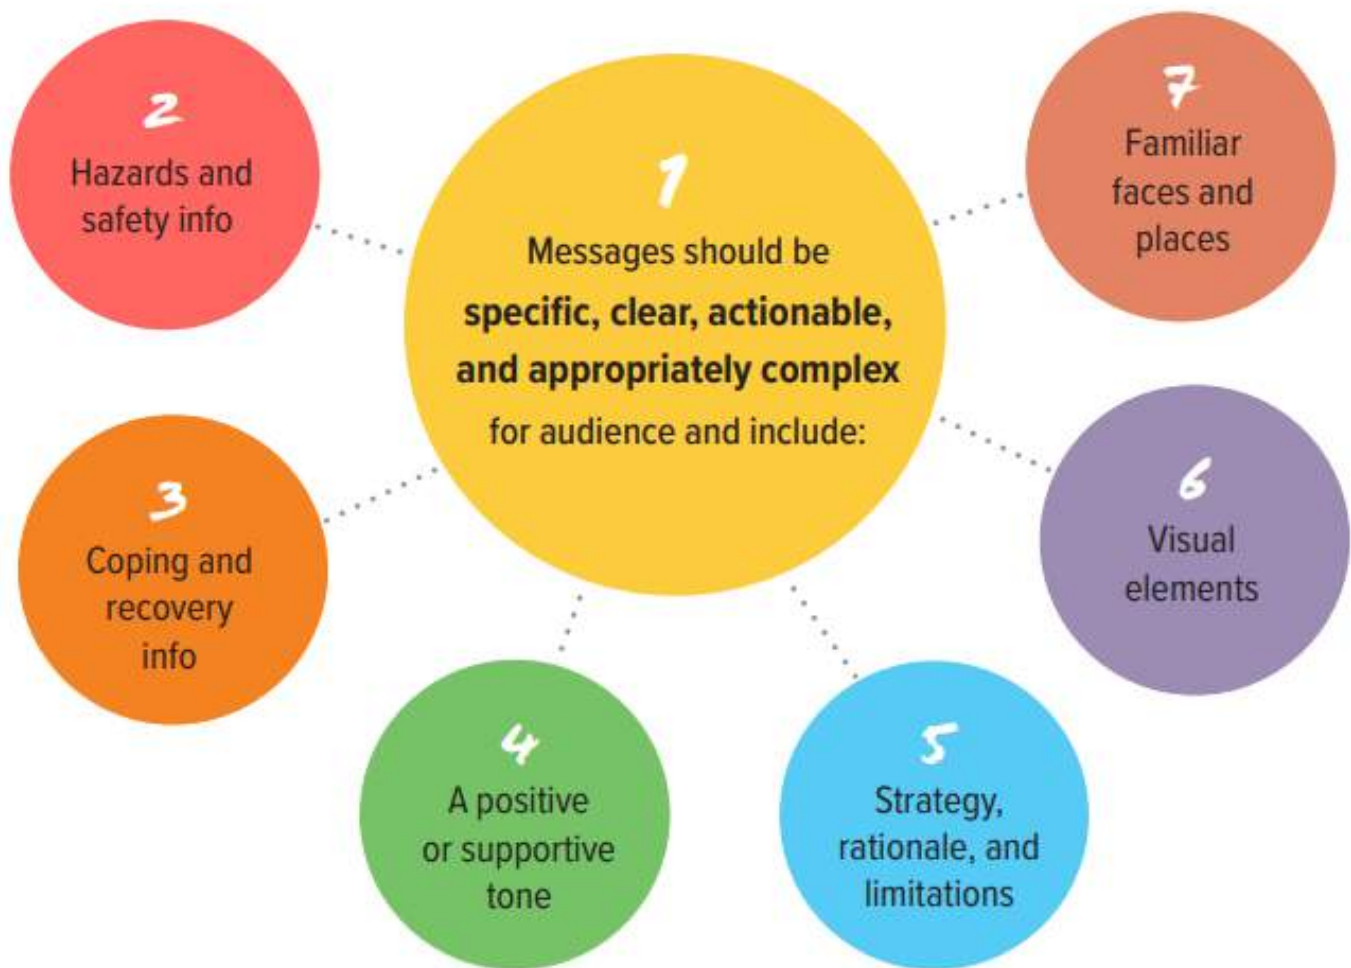 1
Messages should be
specific, clear, actionable,
and appropriately complex
for audience and include:
2
Hazards and
safety info
3
Coping and
recovery
info
4
A positive
or supportive
tone
5
Strategy,
rationale, and
limitations
6
Visual
elements
7
Familiar
faces and
places